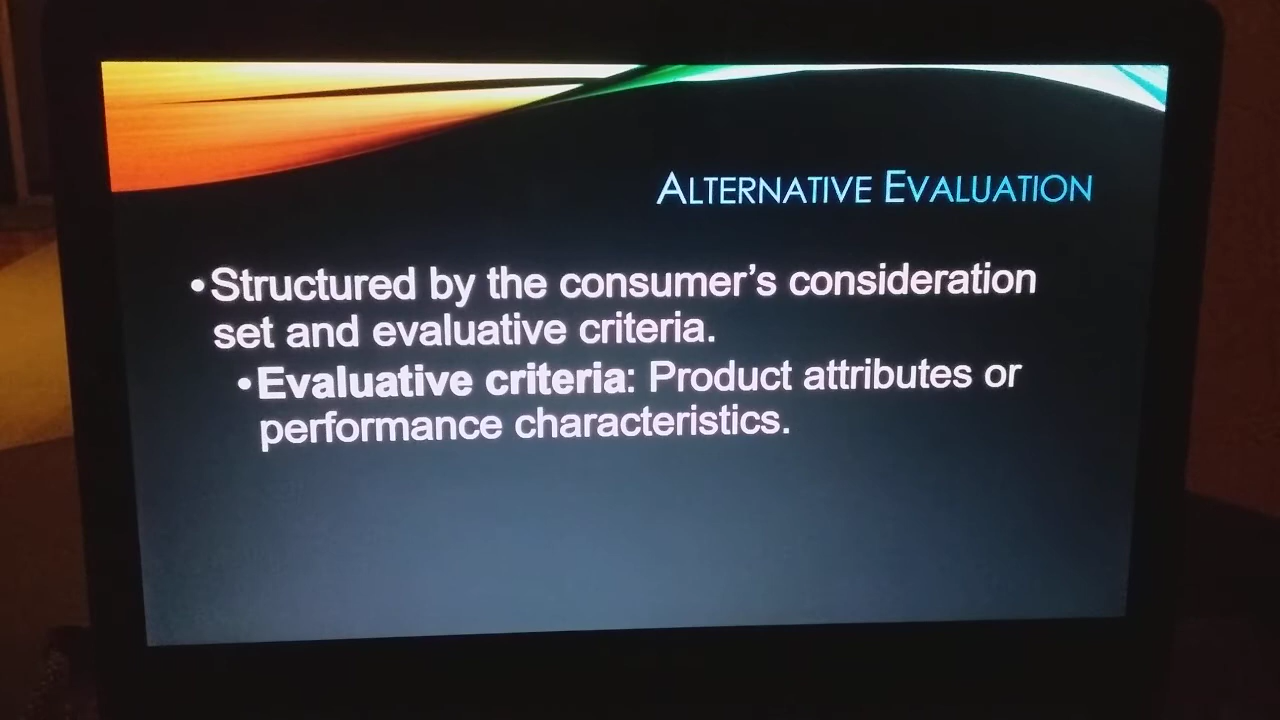 ALTERNATIVE EVALUATION
•Structured by the consumer's consideration
set and evaluative criteria.
•Evaluative criteria: Product attributes or
performance characteristics.